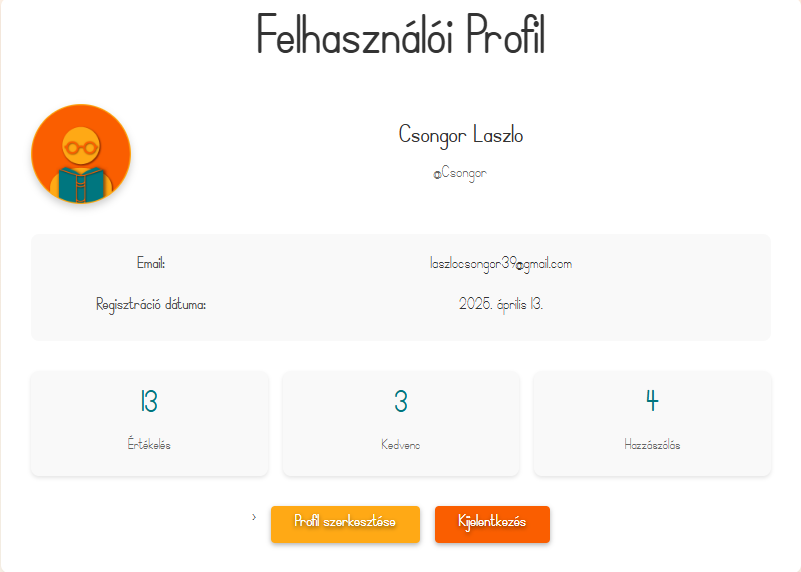 Felhasználói Profil
Csongor Laszlo
@Csongor
Email: laszlocsongor39@gmail.com
Regisztráció dátuma: 2025. április 13.
13 3 4
Értékelés Kedvenc Hozzászólás
> Profil szerkesztése Kijelentkezés